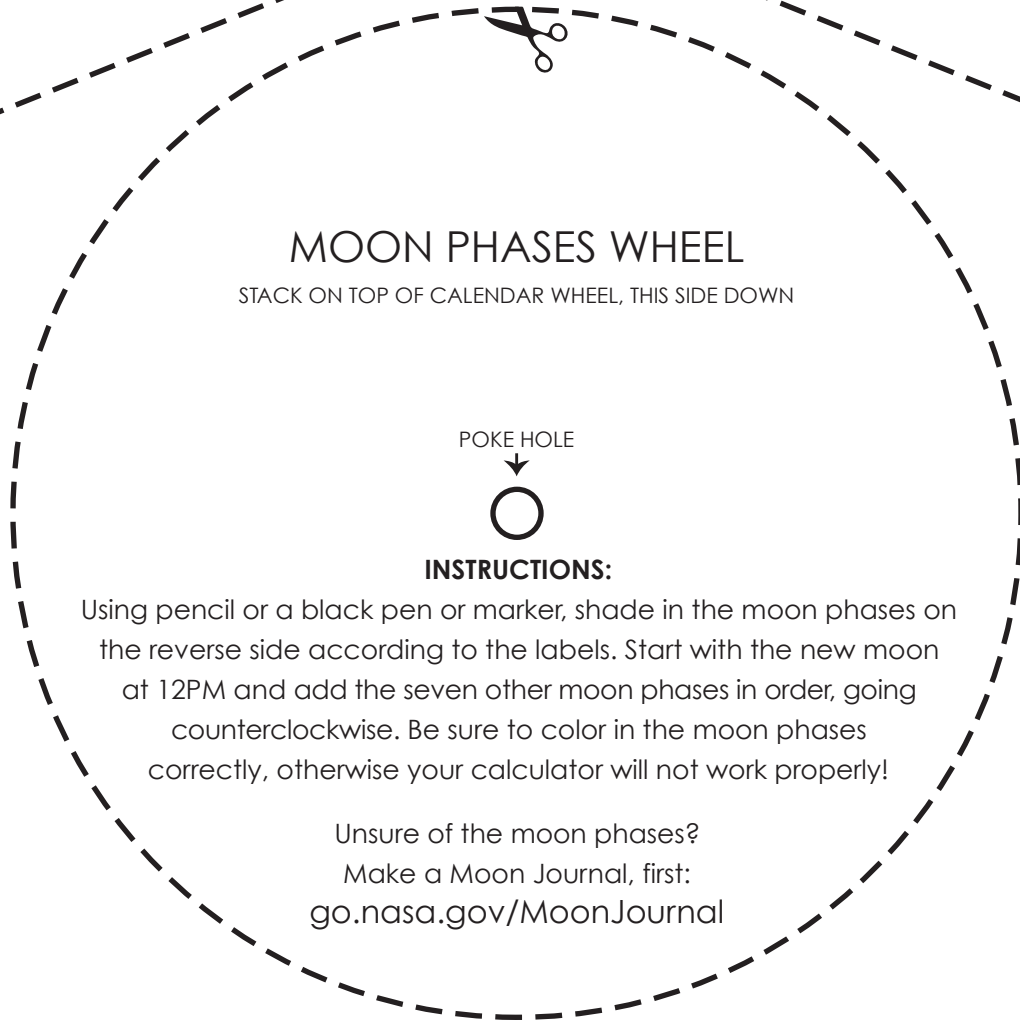 MOON PHASES WHEEL
STACK ON TOP OF CALENDAR WHEEL, THIS SIDE DOWN
POKE HOLE
INSTRUCTIONS:
Using pencil or a black pen or marker, shade in the moon phases on
the reverse side according to the labels. Start with the new moon
at 12PM and add the seven other moon phases in order, going
counterclockwise. Be sure to color in the moon phases
correctly, otherwise your calculator will not work properly!
Unsure of the moon phases?
Make a Moon Journal, first:
go.nasa.gov/MoonJournal